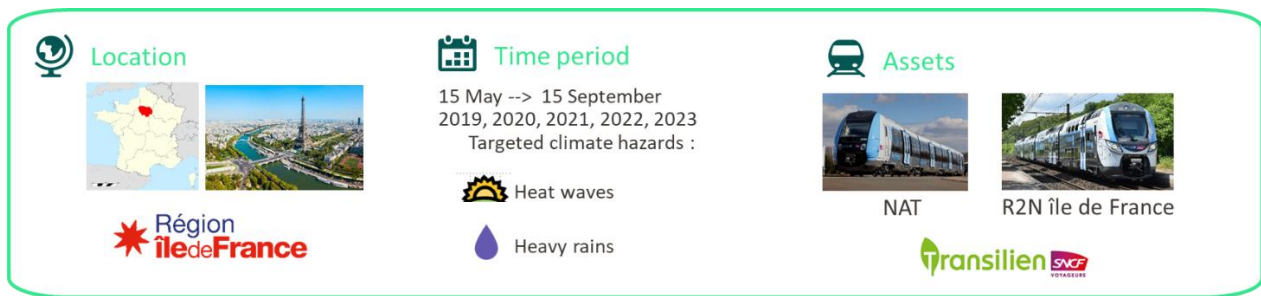 Location
Time period
15 May --> 15 September
2019, 2020, 2021, 2022, 2023
Targeted climate hazards :
Heat waves
Heavy rains
Assets
NAT
R2N île de France
Région
îledeFrance
Transilien SNCF
VOYAGEURS